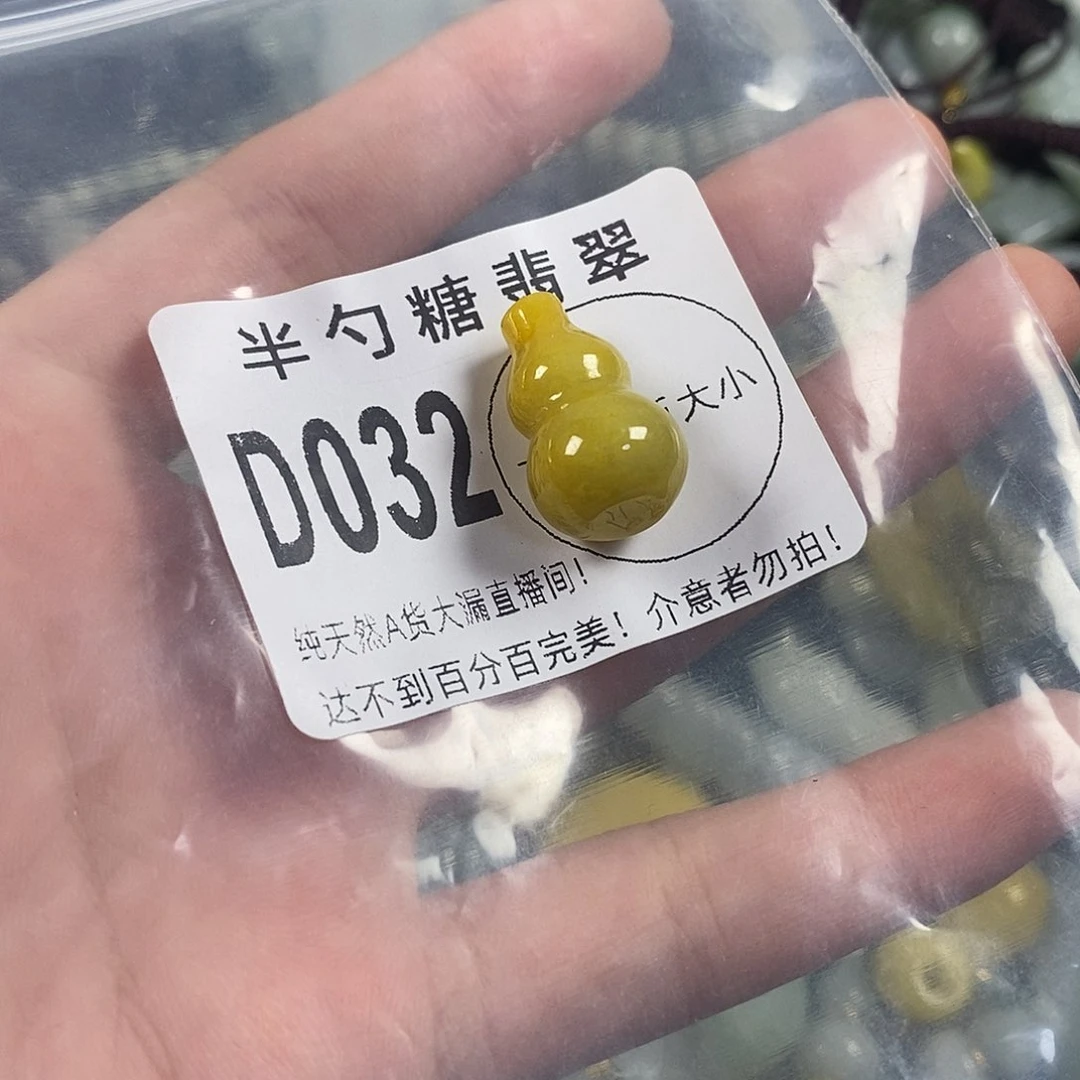 半勺糖翡翠
D032
大小
纯天然A货大漏直播间！
达不到百分百完美！介意者勿拍！